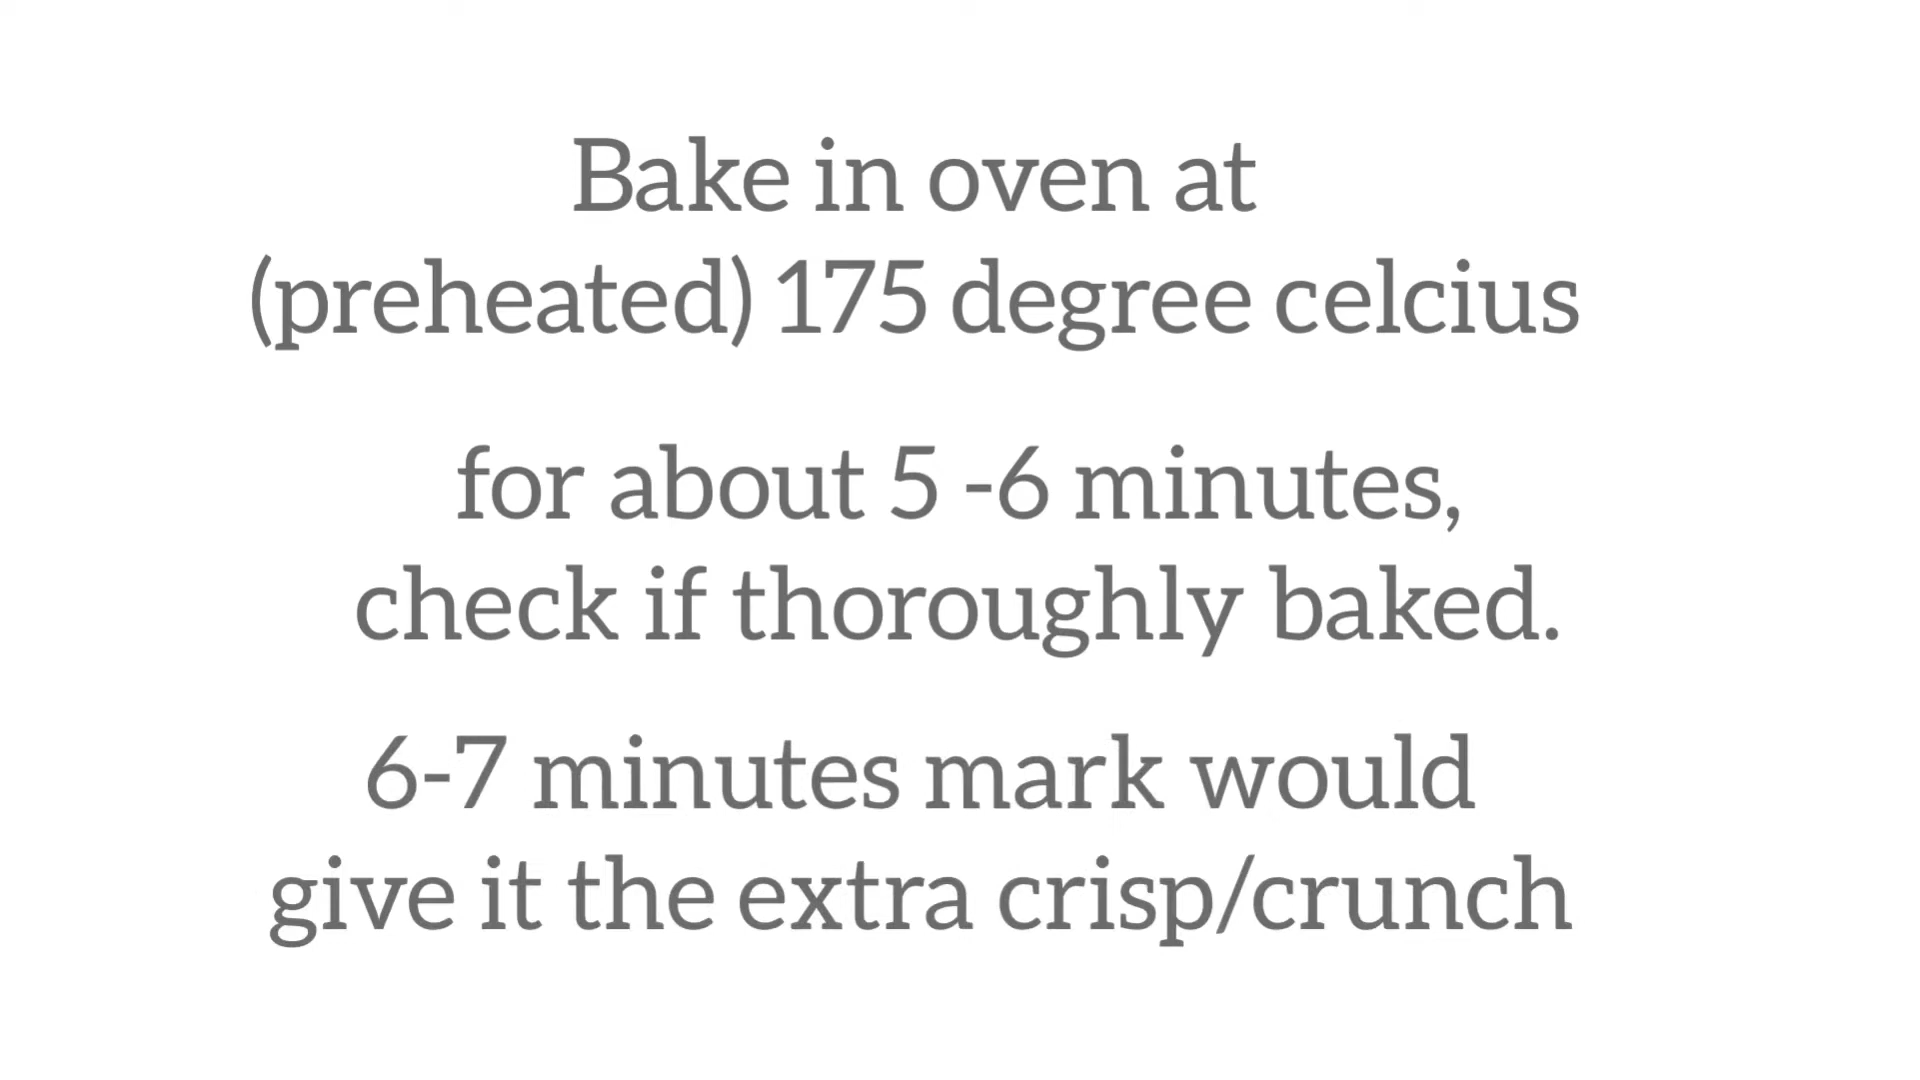 Bake in oven at
(preheated) 175 degree celcius
for about 5 -6 minutes,
check if thoroughly baked.
6-7 minutes mark would
give it the extra crisp/crunch